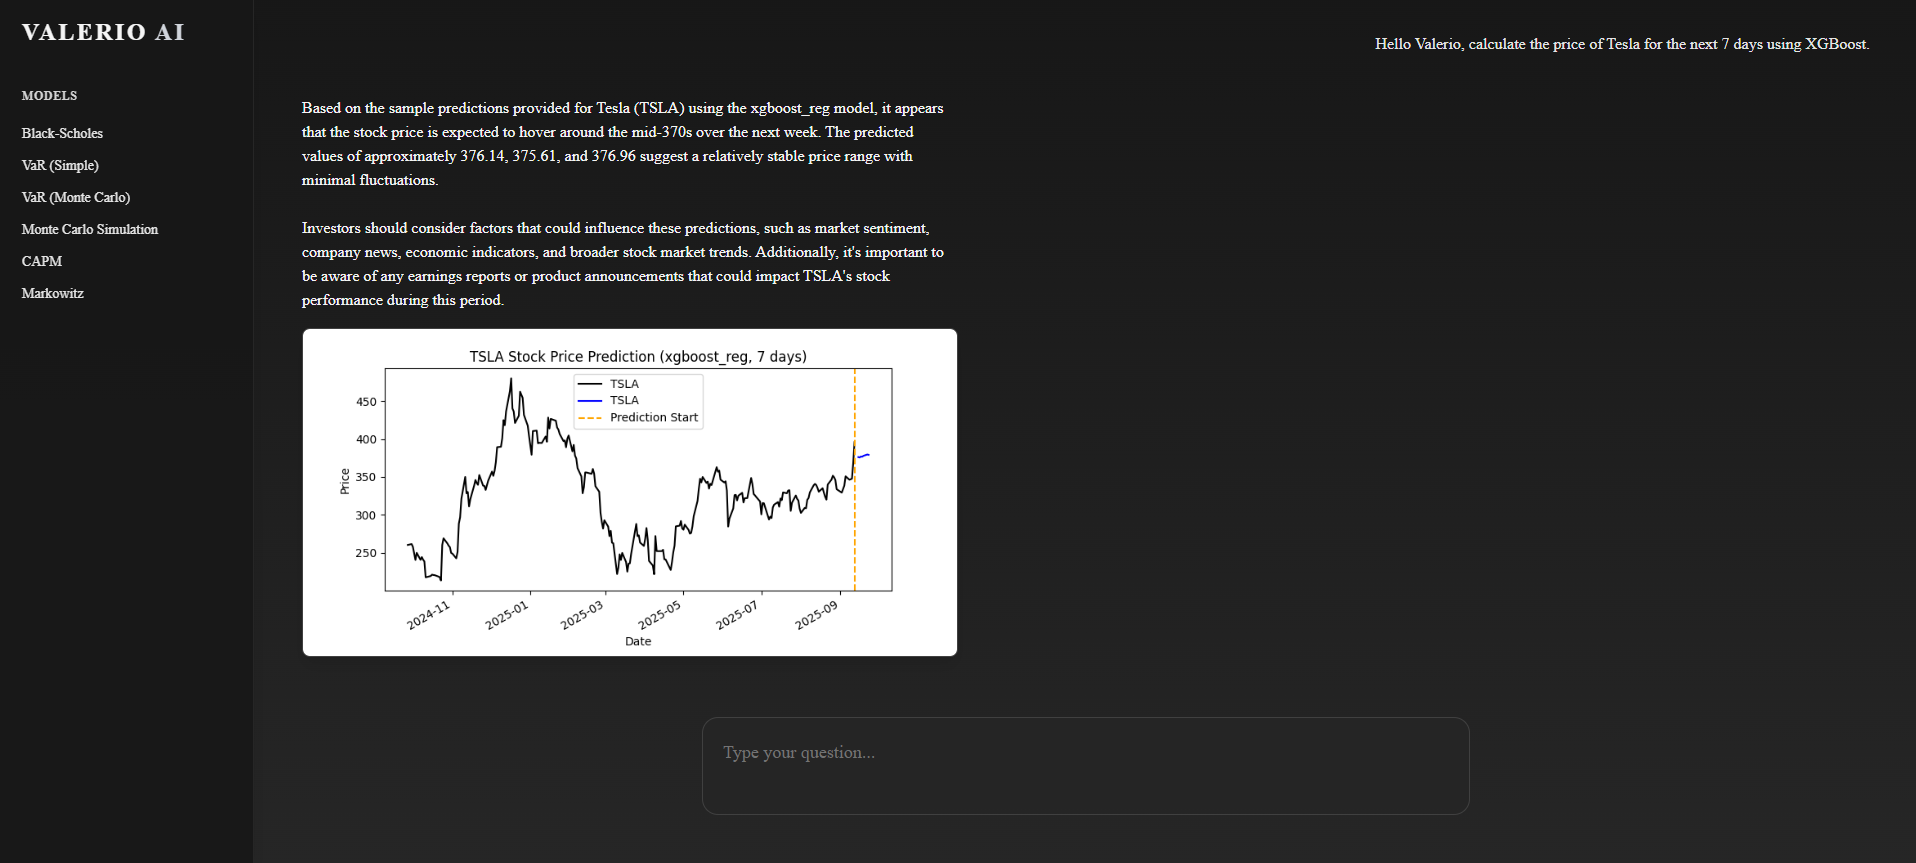 VALERIO AI
MODELS
Black-Scholes
VaR (Simple)
VaR (Monte Carlo)
Monte Carlo Simulation
CAPM
Markowitz
Hello Valerio, calculate the price of Tesla for the next 7 days using XGBoost.
Based on the sample predictions provided for Tesla (TSLA) using the xgboost_reg model, it appears
that the stock price is expected to hover around the mid-370s over the next week. The predicted
values of approximately 376.14, 375.61, and 376.96 suggest a relatively stable price range with
minimal fluctuations.
Investors should consider factors that could influence these predictions, such as market sentiment,
company news, economic indicators, and broader stock market trends. Additionally, it's important to
be aware of any earnings reports or product announcements that could impact TSLA's stock
performance during this period.
TSLA Stock Price Prediction (xgboost_reg, 7 days)
TSLA
TSLA
Prediction Start
450
400
350
300
250
Price
2024-11
2025-01
2025-03
2025-05
2025-07
2025-09
Date
Type your question...